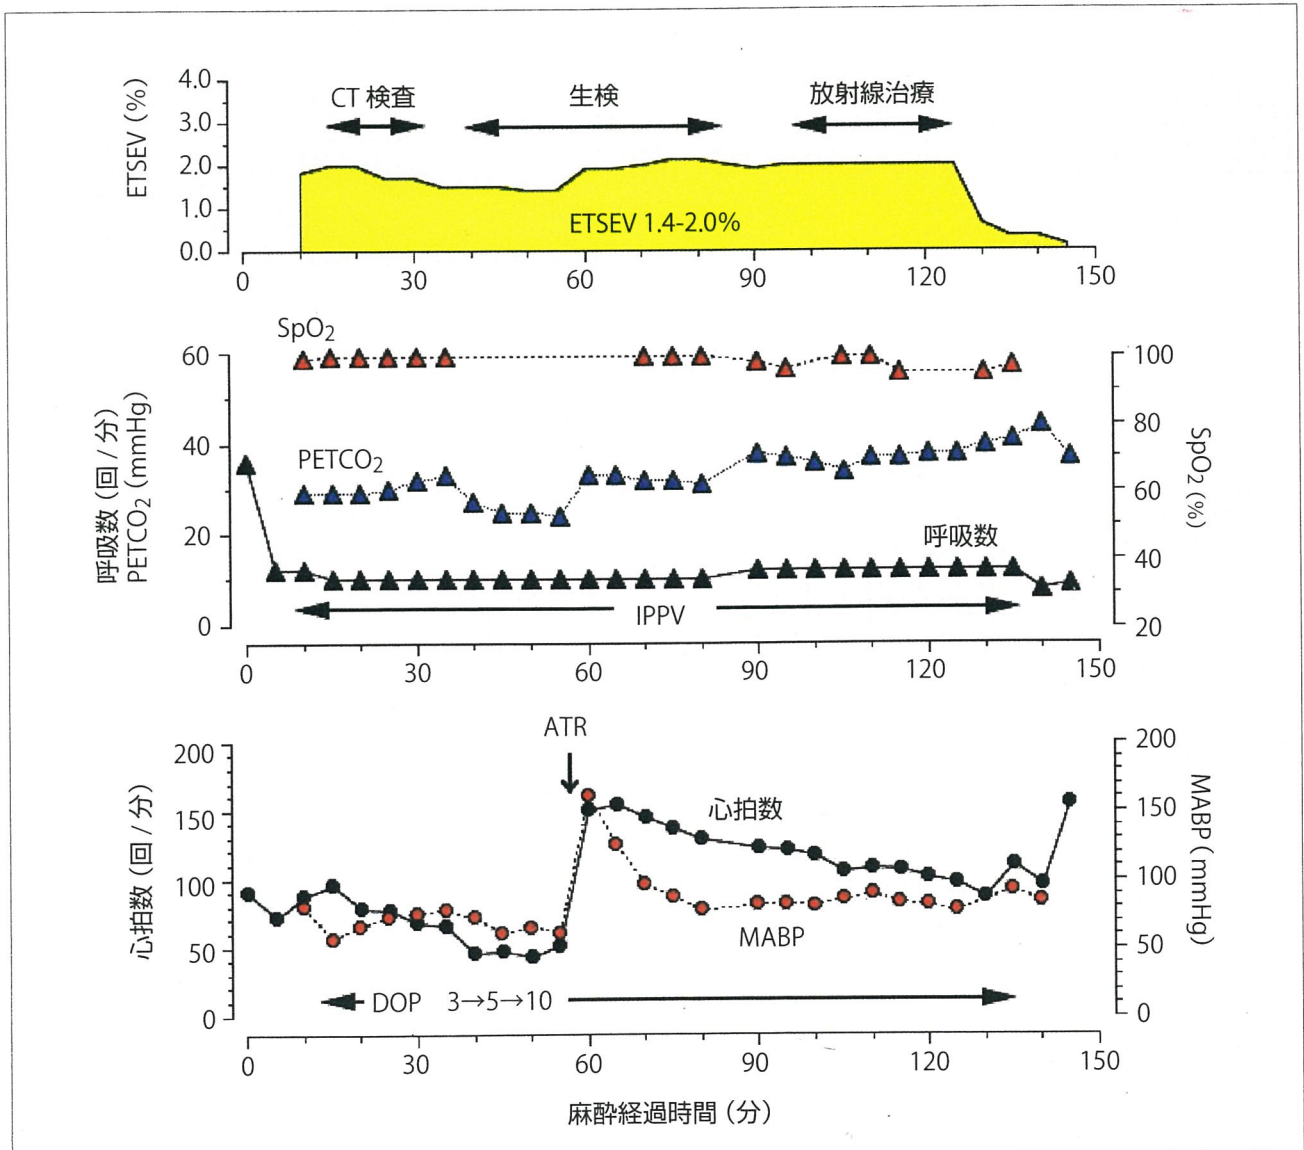 ETSEV (%)
4.0
3.0
2.0
1.0
0.0
CT 検査
生検
放射線治療
ETSEV 1.4-2.0%
0 30 60 90 120 150
呼吸数 (回 / 分)
PETCO2 (mmHg)
60
40
20
0
SpO2
PETCO2
呼吸数
IPPV
100
80
60
40
20
SpO2 (%)
0 30 60 90 120 150
心拍数 (回 / 分)
200
150
100
50
0
ATR
心拍数
MABP
DOP 3→5→10
200
150
100
50
0
MABP (mmHg)
0 30 60 90 120 150
麻酔経過時間 (分)